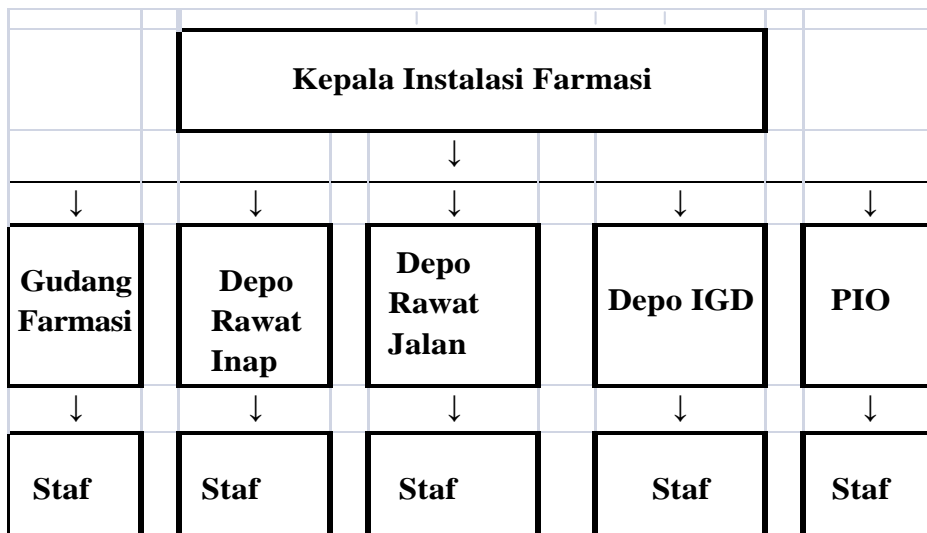 Kepala Instalasi Farmasi
↓
↓ ↓ ↓ ↓ ↓
Gudang
Farmasi
Depo
Rawat
Inap
Depo
Rawat
Jalan
Depo IGD
PIO
↓ ↓ ↓ ↓ ↓
Staf Staf Staf Staf Staf